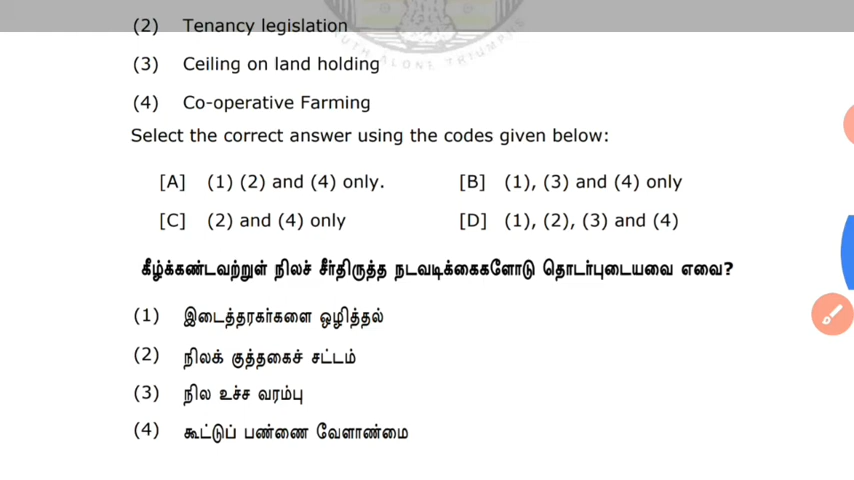 (2) Tenancy legislation
(3) Ceiling on land holding
(4) Co-operative Farming
Select the correct answer using the codes given below:
[A] (1) (2) and (4) only. [B] (1), (3) and (4) only
[C] (2) and (4) only [D] (1), (2), (3) and (4)
கீழ்க்கண்டவற்றுள் நிலச் சீர்திருத்த நடவடிக்கைகளோடு தொடர்புடையவை எவை?
(1) இடைத்தரகர்களை ஒழித்தல்
(2) நிலக் குத்தகைச் சட்டம்
(3) நில உச்ச வரம்பு
(4) கூட்டுப் பண்ணை வேளாண்மை